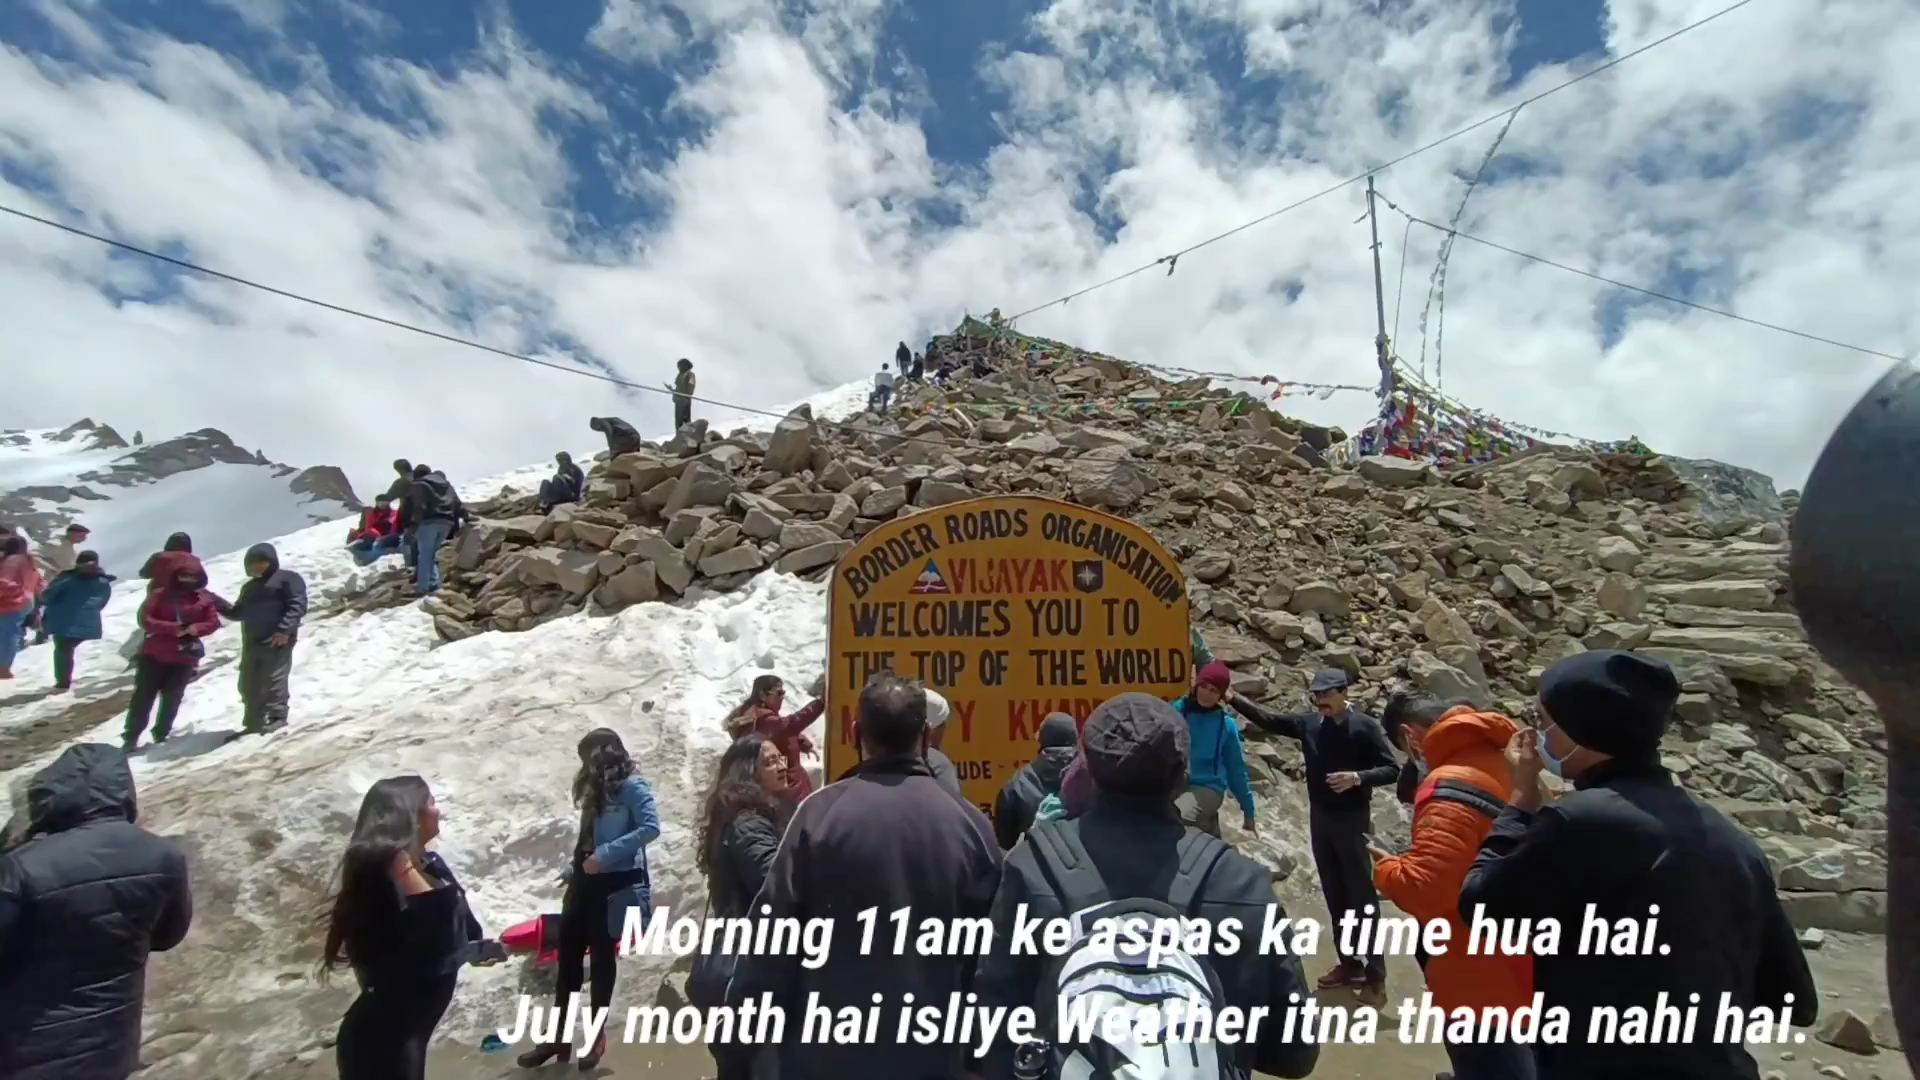 BORDER ROADS ORGANISATION
VIJAYAK
WELCOMES YOU TO
THE TOP OF THE WORLD
Morning 11am ke aspas ka time hua hai.
July month hai isliye Weather itna thanda nahi hai.